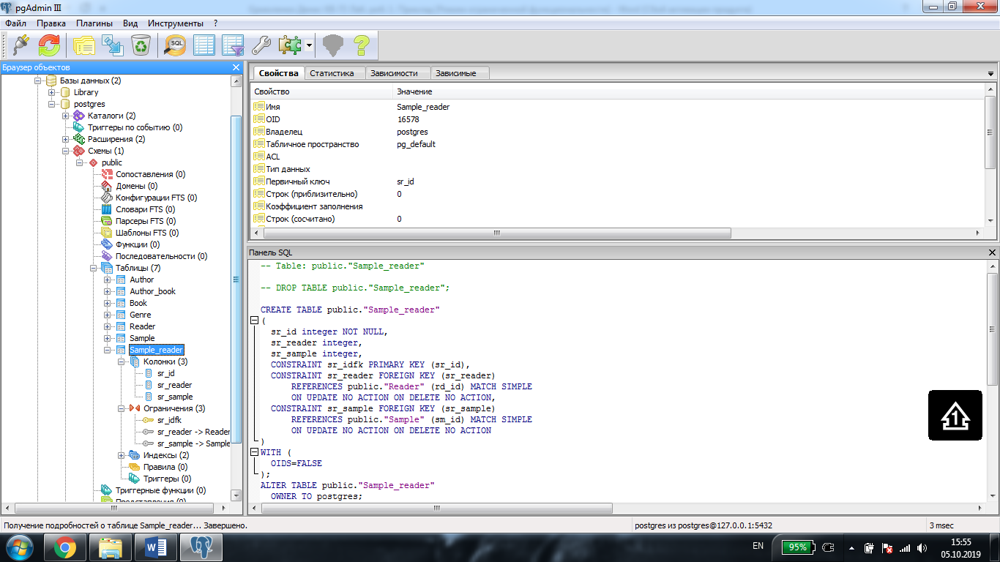 pgAdmin III
Файл Правка Плагины Вид Инструменты ?
SQL
Браузер объектов
Базы данных (2)
Library
postgres
Каталоги (2)
Триггеры по событию (0)
Расширения (2)
Схемы (1)
public
Сопоставления (0)
Домены (0)
Конфигурации FTS (0)
Словари FTS (0)
Парсеры FTS (0)
Шаблоны FTS (0)
Функции (0)
Последовательности (0)
Таблицы (7)
Author
Author_book
Book
Genre
Reader
Sample
Sample_reader
Колонки (3)
sr_id
sr_reader
sr_sample
Ограничения (3)
sr_idfk
sr_reader -> Reader
sr_sample -> Sample
Индексы (2)
Правила (0)
Триггеры (0)
Триггерные функции (0)
Представления (0)
Свойства Статистика Зависимости Зависимые
Свойство Значение
Имя Sample_reader
OID 16578
Владелец postgres
Табличное пространство pg_default
ACL
Тип данных
Первичный ключ sr_id
Строк (приблизительно) 0
Коэффициент заполнения
Строк (сосчитано) 0
Панель SQL
-- Table: public."Sample_reader"
-- DROP TABLE public."Sample_reader";
CREATE TABLE public."Sample_reader"
(
sr_id integer NOT NULL,
sr_reader integer,
sr_sample integer,
CONSTRAINT sr_idfk PRIMARY KEY (sr_id),
CONSTRAINT sr_reader FOREIGN KEY (sr_reader)
REFERENCES public."Reader" (rd_id) MATCH SIMPLE
ON UPDATE NO ACTION ON DELETE NO ACTION,
CONSTRAINT sr_sample FOREIGN KEY (sr_sample)
REFERENCES public."Sample" (sm_id) MATCH SIMPLE
ON UPDATE NO ACTION ON DELETE NO ACTION
)
WITH (
OIDS=FALSE
);
ALTER TABLE public."Sample_reader"
OWNER TO postgres;
1
Получение подробностей о таблице Sample_reader... Завершено.
postgres из postgres@127.0.0.1:5432
3 msec
EN
95%
15:55
05.10.2019